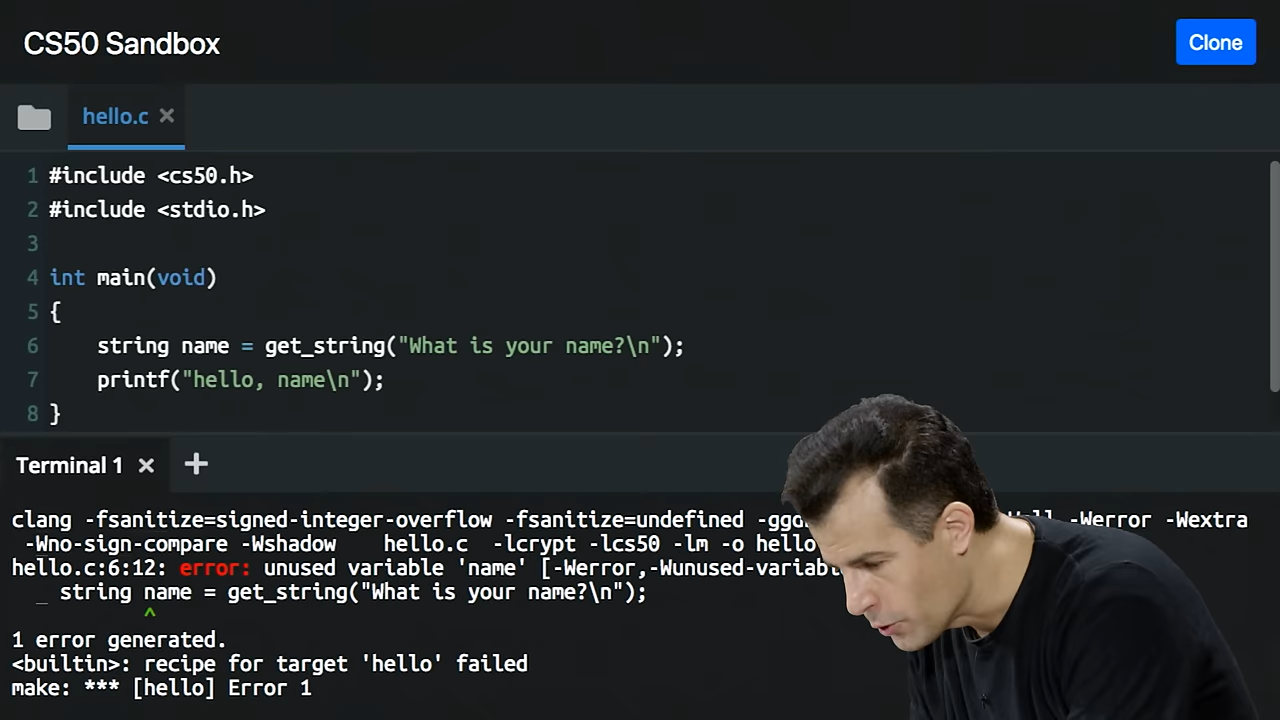 CS50 Sandbox
Clone
hello.c ×
1 #include <cs50.h>
2 #include <stdio.h>
3
4 int main(void)
5 {
6     string name = get_string("What is your name?\n");
7     printf("hello, name\n");
8 }
Terminal 1 × +
clang -fsanitize=signed-integer-overflow -fsanitize=undefined -Werror -Wextra
-Wno-sign-compare -Wshadow    hello.c  -lcrypt -lcs50 -lm -o hello
hello.c:6:12: error: unused variable 'name' [-Werror,
_ string name = get_string("What is your name?\n");
^
1 error generated.
<builtin>: recipe for target 'hello' failed
make: *** [hello] Error 1